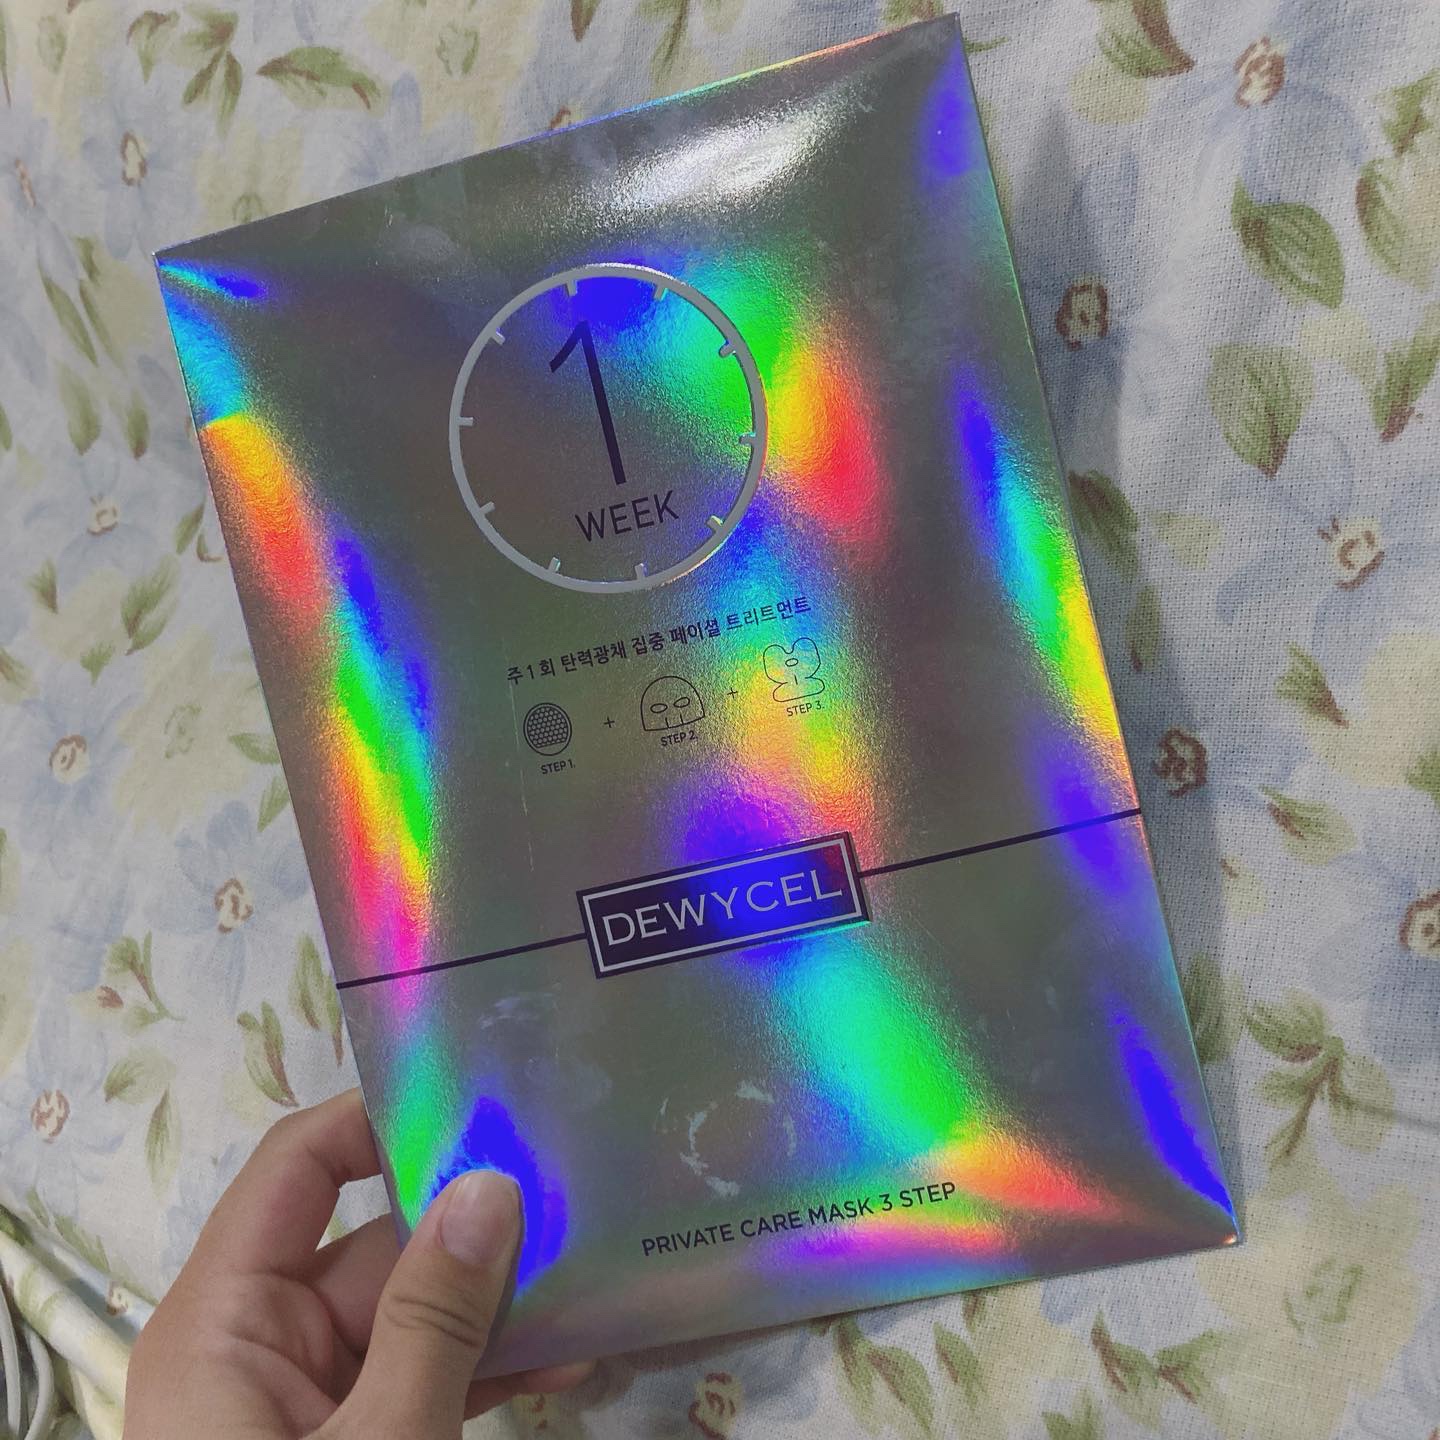 1
WEEK
주 1회 탄력광채 집중 페이셜 트리트먼트
STEP 1.
+
STEP 2.
+
STEP 3.
DEWYCEL
PRIVATE CARE MASK 3 STEP